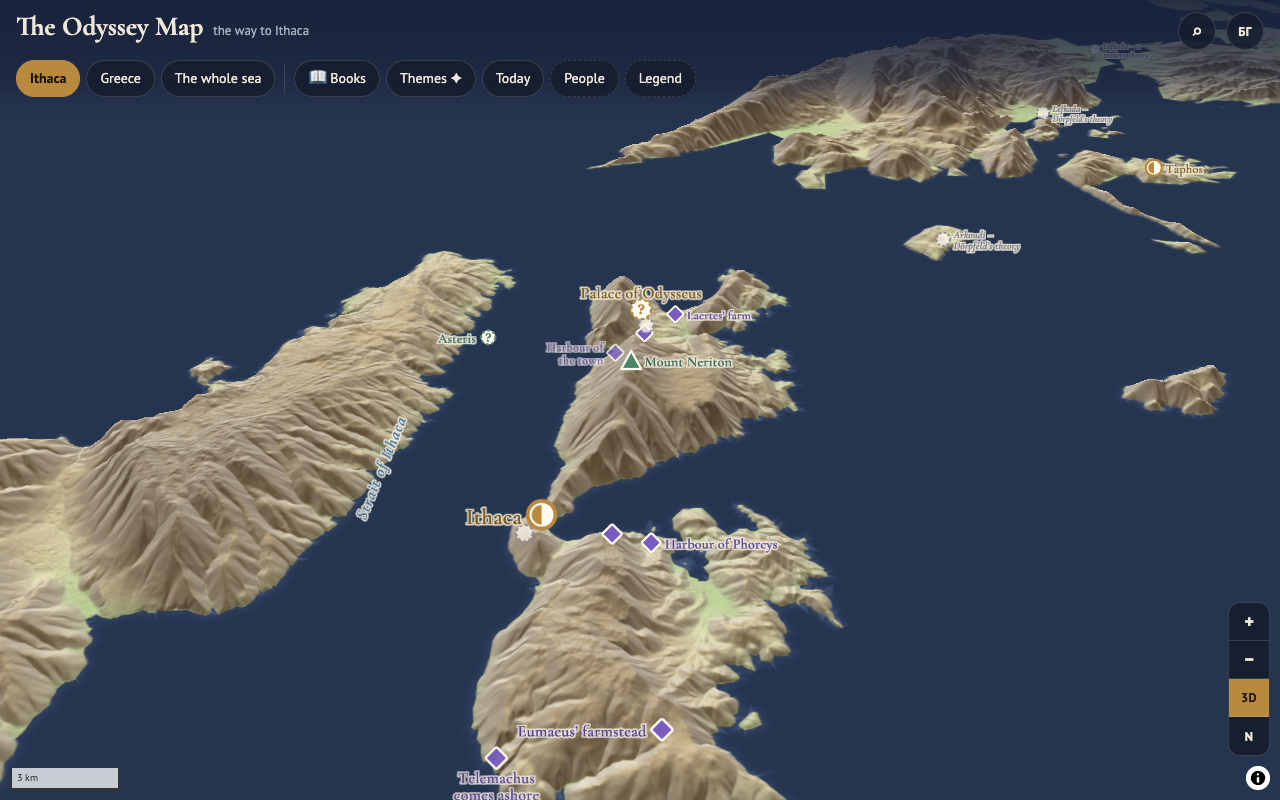 The Odyssey Map the way to Ithaca
БГ
Ithaca Greece The whole sea Books Themes Today People Legend
Lefkada –
Dörpfeld's theory
Taphos
Arkoudi –
Dörpfeld's theory
Palace of Odysseus
?
Laertes' farm
Asteris ?
Harbour of
the town
Mount Neriton
Strait of Ithaca
Ithaca
Harbour of Phorcys
+
−
3D
N
Eumaeus' farmstead
Telemachus
comes ashore
3 km